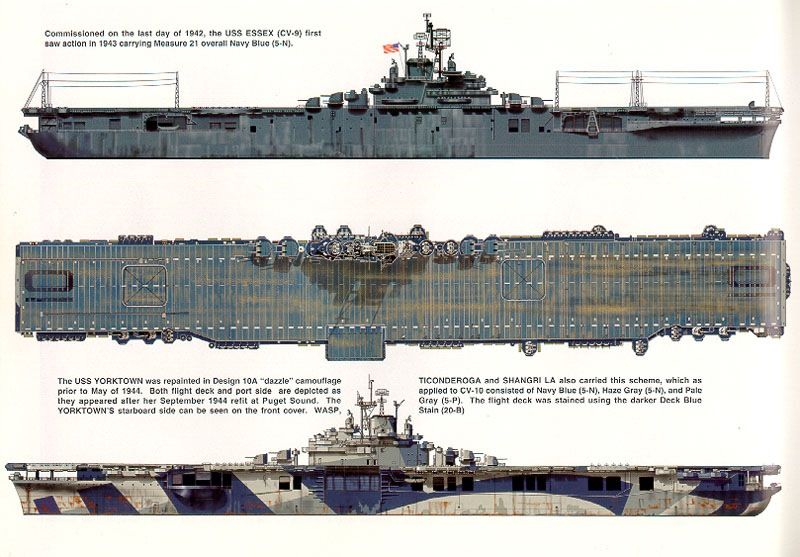 Commissioned on the last day of 1942, the USS ESSEX (CV-9) first
saw action in 1943 carrying Measure 21 overall Navy Blue (5-N).
The USS YORKTOWN was repainted in Design 10A "dazzle" camouflage
prior to May of 1944. Both flight deck and port side are depicted as
they appeared after her September 1944 refit at Puget Sound. The
YORKTOWN'S starboard side can be seen on the front cover. WASP,
TICONDEROGA and SHANGRI LA also carried this scheme, which as
applied to CV-10 consisted of Navy Blue (5-N), Haze Gray (5-N), and Pale
Gray (5-P). The flight deck was stained using the darker Deck Blue
Stain (20-B)